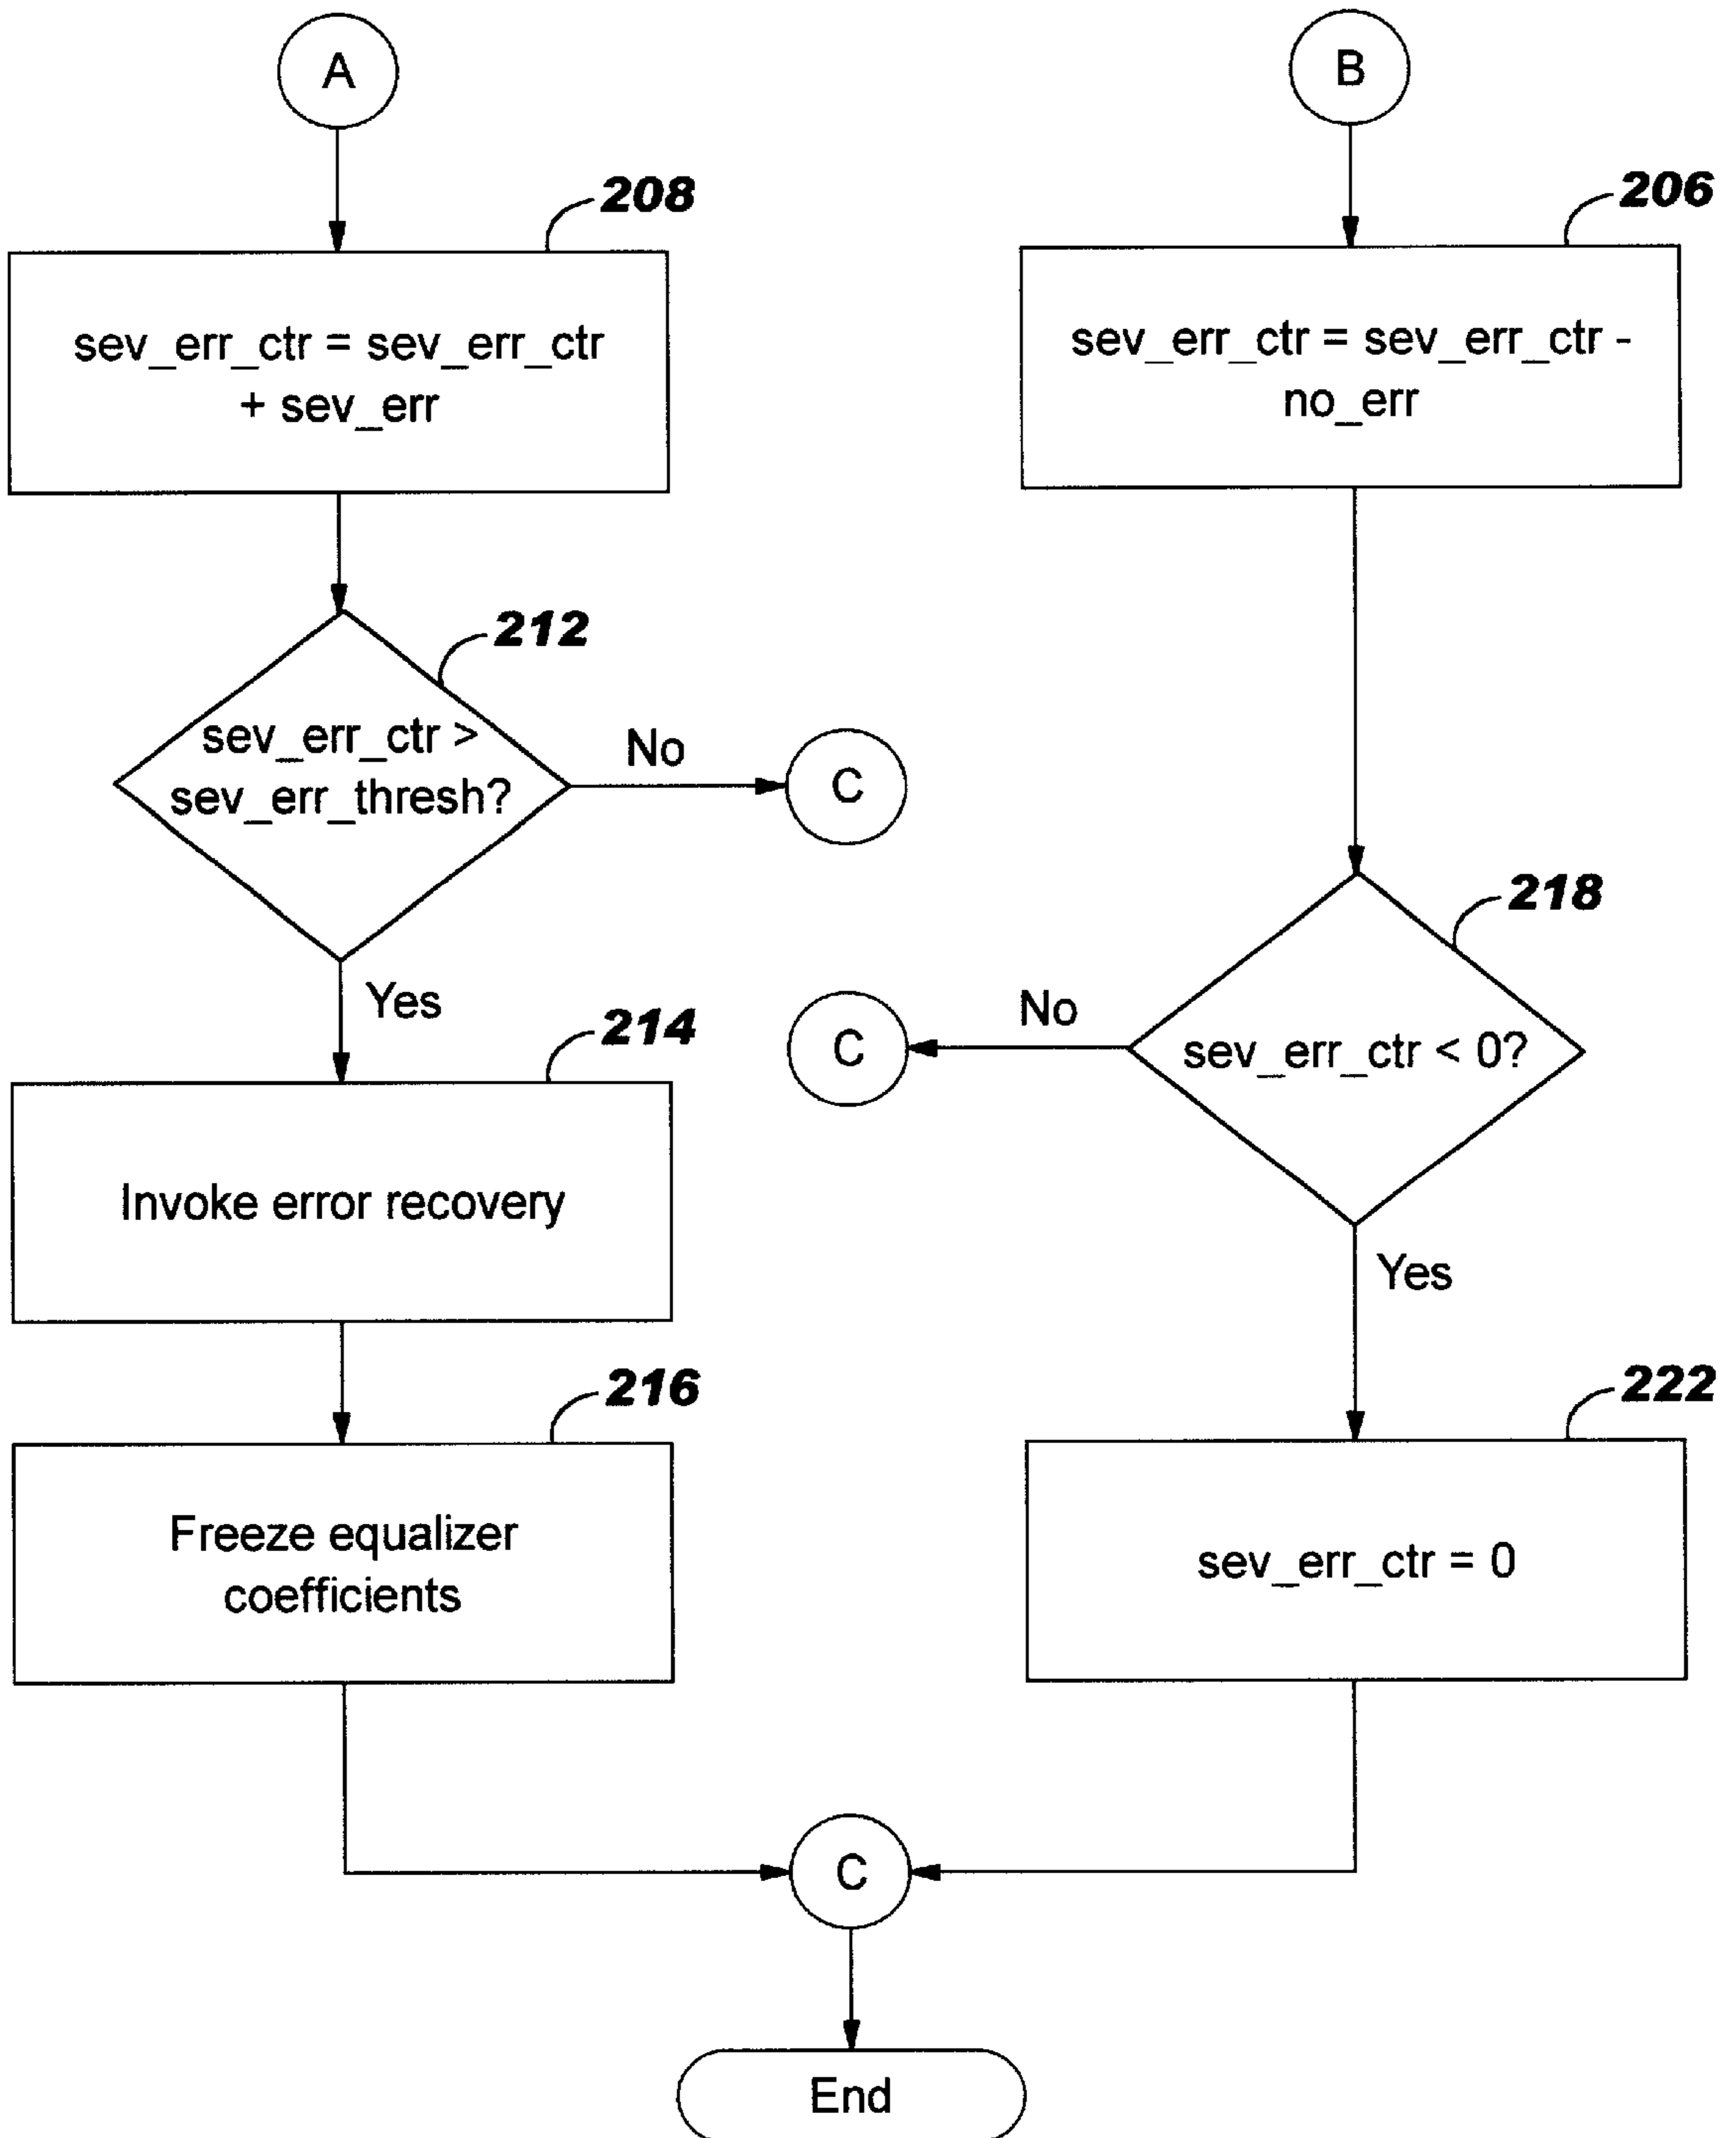 A
B
208
206
sev_err_ctr = sev_err_ctr
+ sev_err
sev_err_ctr = sev_err_ctr -
no_err
212
sev_err_ctr >
sev_err_thresh?
No
C
218
Yes
No
C
sev_err_ctr < 0?
214
Invoke error recovery
Yes
216
222
Freeze equalizer
coefficients
sev_err_ctr = 0
C
End